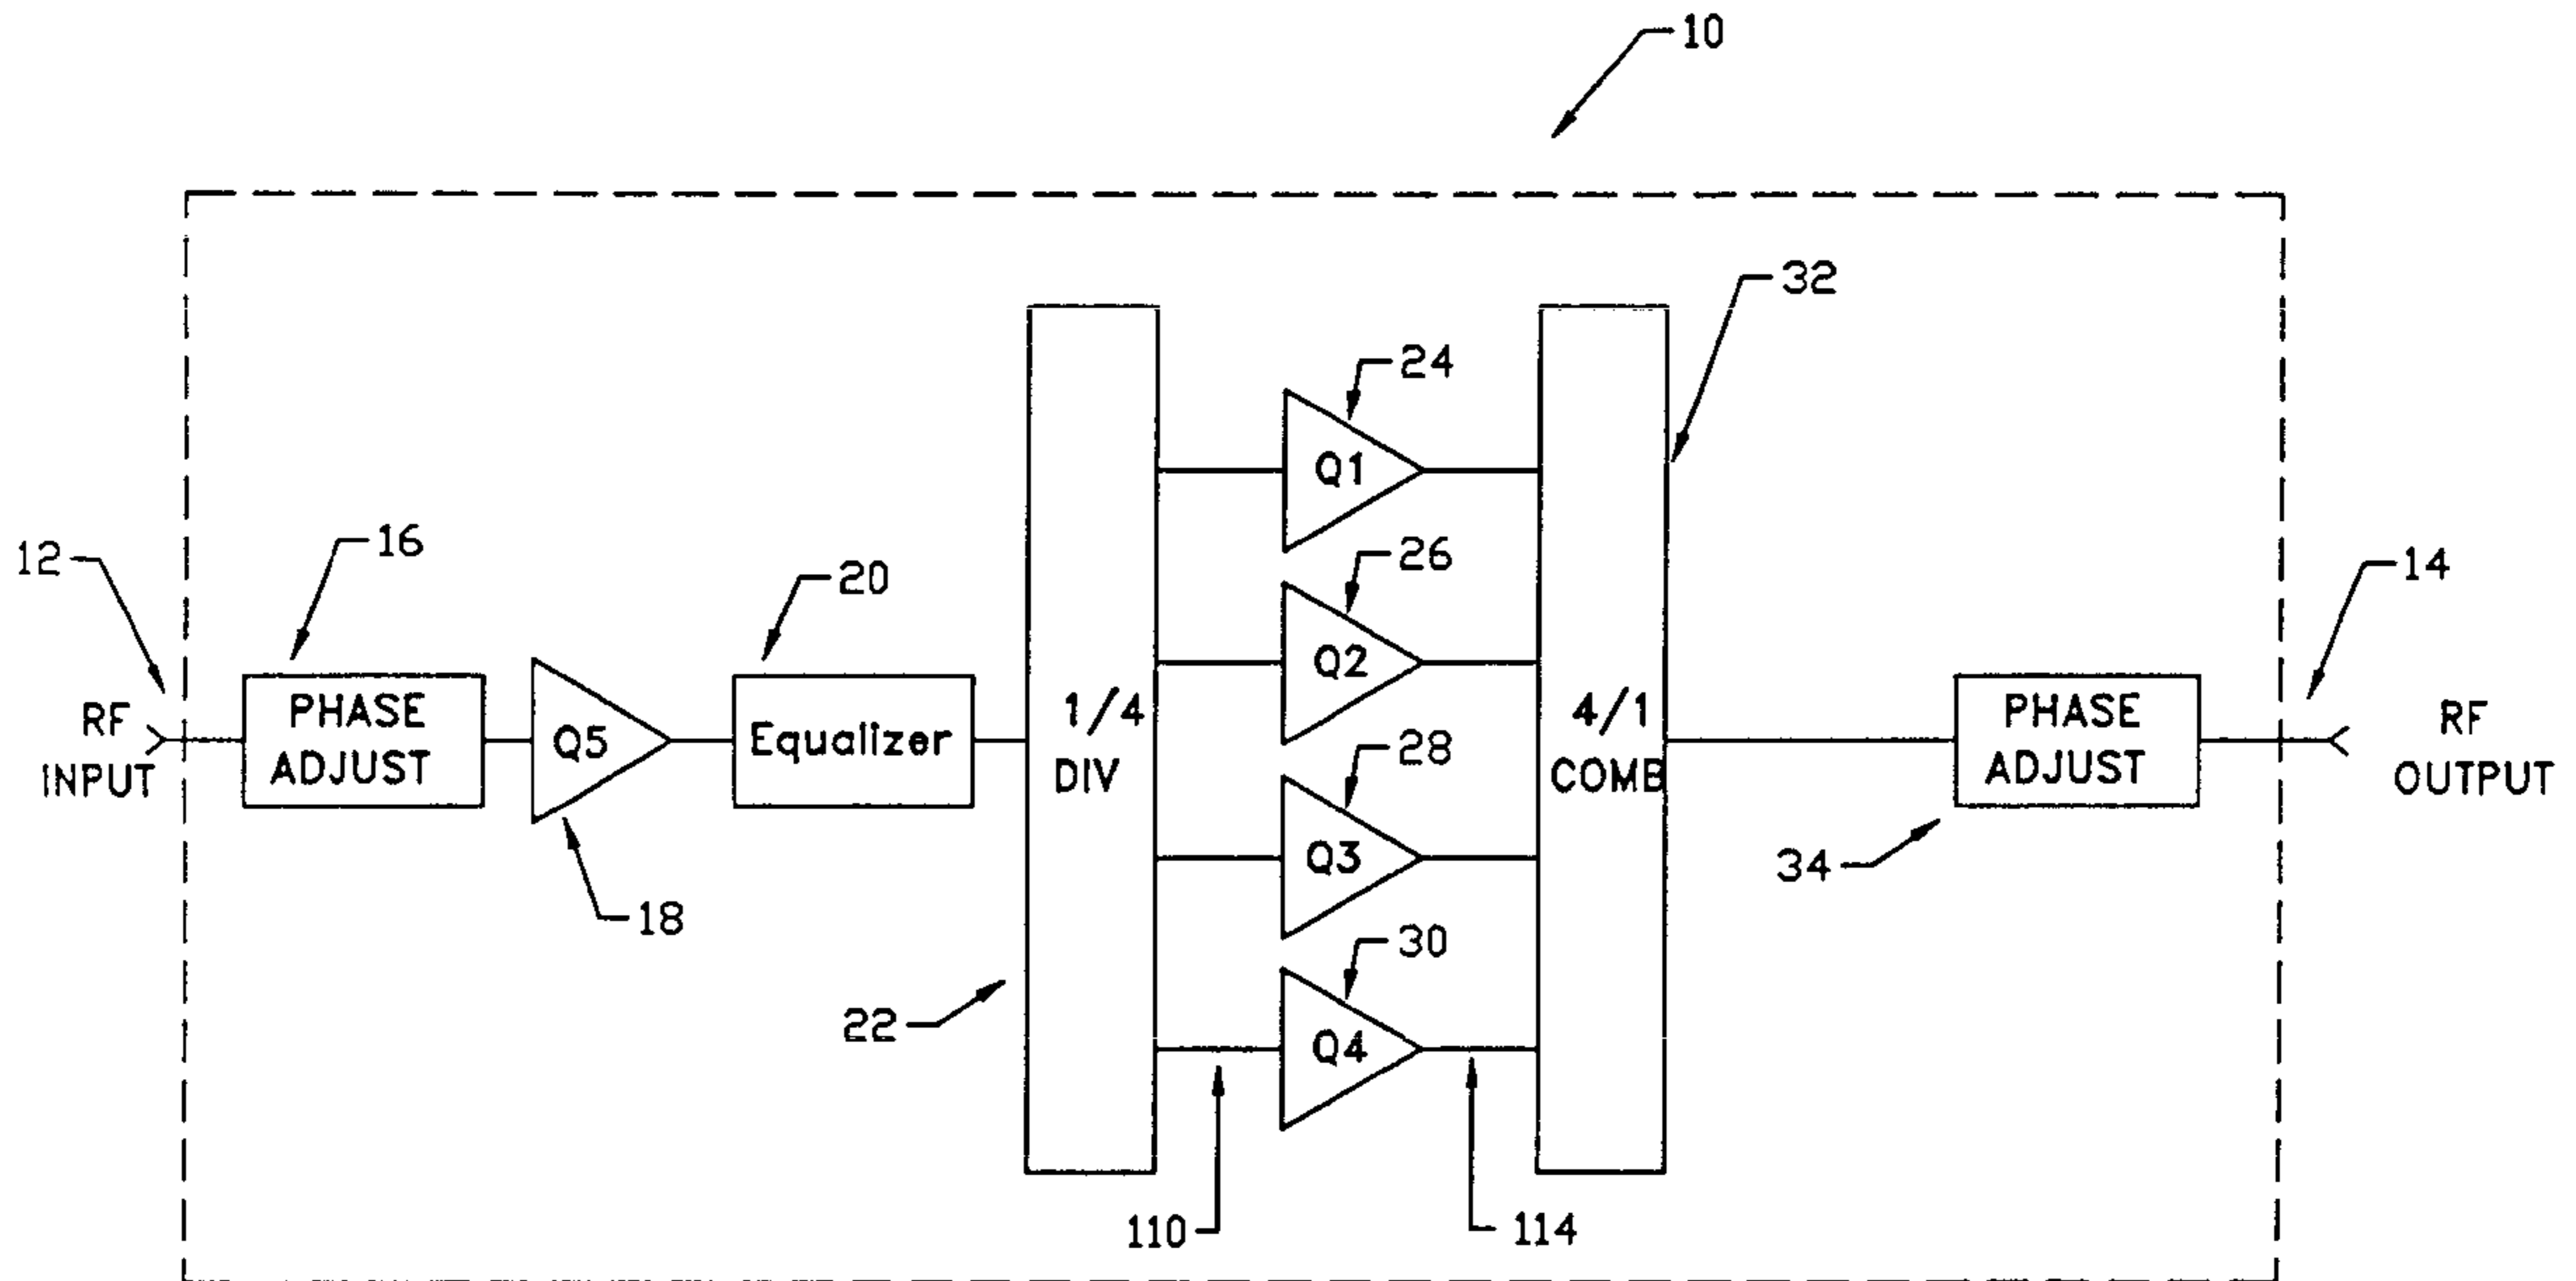 10
32
24
Q1
12
16
20
26
14
RF
INPUT
PHASE
ADJUST
Q5
Equalizer
1/4
DIV
Q2
4/1
COMB
PHASE
ADJUST
RF
OUTPUT
28
Q3
34
18
30
22
Q4
110
114